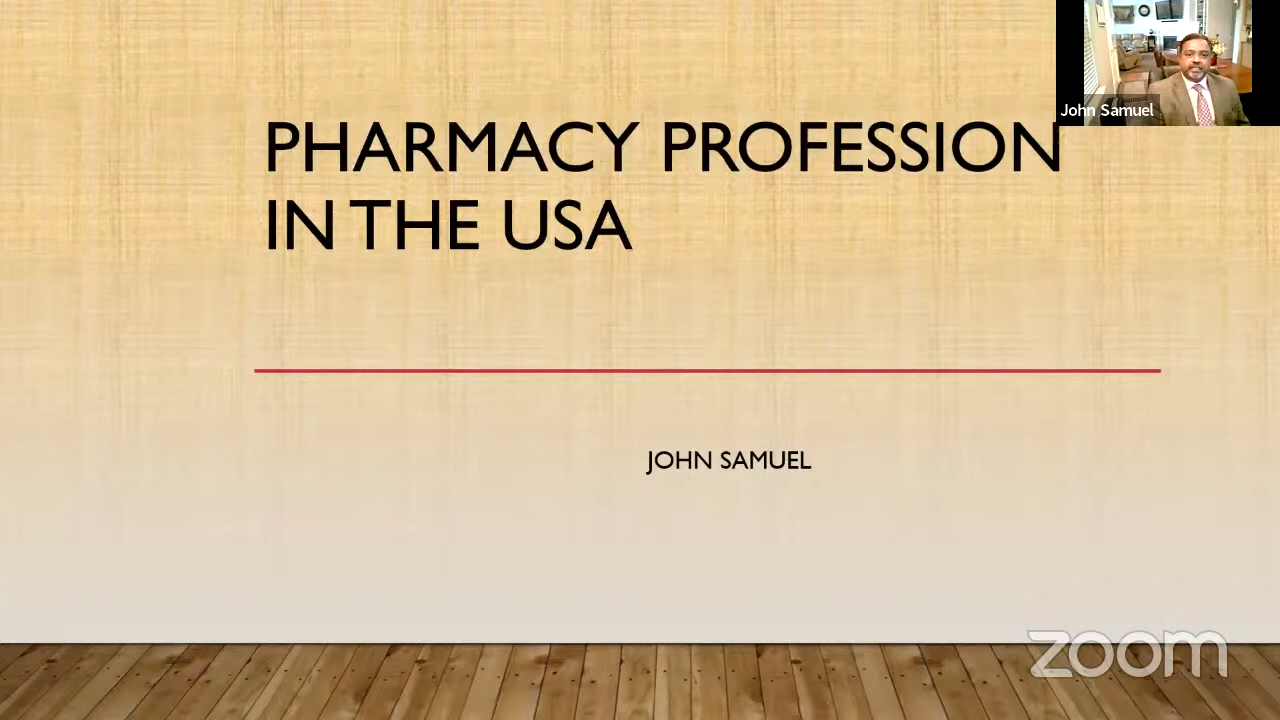 John Samuel
PHARMACY PROFESSION
IN THE USA
JOHN SAMUEL
zoom